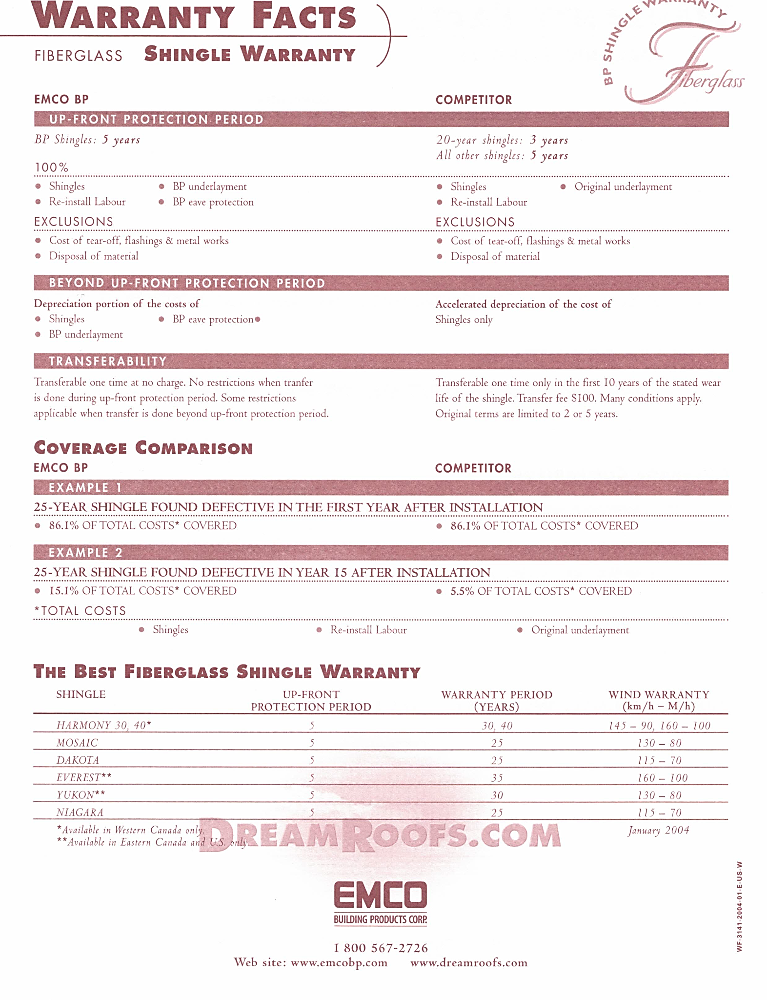 WARRANTY FACTS
FIBERGLASS SHINGLE WARRANTY
BP SHINGLE WARRANTY
Fiberglass
EMCO BP COMPETITOR
UP-FRONT PROTECTION PERIOD
BP Shingles: 5 years 20-year shingles: 3 years
All other shingles: 5 years
100%
• Shingles • BP underlayment • Shingles • Original underlayment
• Re-install Labour • BP eave protection • Re-install Labour
EXCLUSIONS EXCLUSIONS
• Cost of tear-off, flashings & metal works • Cost of tear-off, flashings & metal works
• Disposal of material • Disposal of material
BEYOND UP-FRONT PROTECTION PERIOD
Depreciation portion of the costs of Accelerated depreciation of the cost of
• Shingles • BP eave protection• Shingles only
• BP underlayment
TRANSFERABILITY
Transferable one time at no charge. No restrictions when tranfer
is done during up-front protection period. Some restrictions
applicable when transfer is done beyond up-front protection period.
Transferable one time only in the first 10 years of the stated wear
life of the shingle. Transfer fee $100. Many conditions apply.
Original terms are limited to 2 or 5 years.
COVERAGE COMPARISON
EMCO BP COMPETITOR
EXAMPLE 1
25-YEAR SHINGLE FOUND DEFECTIVE IN THE FIRST YEAR AFTER INSTALLATION
• 86.1% OF TOTAL COSTS* COVERED • 86.1% OF TOTAL COSTS* COVERED
EXAMPLE 2
25-YEAR SHINGLE FOUND DEFECTIVE IN YEAR 15 AFTER INSTALLATION
• 15.1% OF TOTAL COSTS* COVERED • 5.5% OF TOTAL COSTS* COVERED
*TOTAL COSTS
• Shingles • Re-install Labour • Original underlayment
THE BEST FIBERGLASS SHINGLE WARRANTY
SHINGLE UP-FRONT WARRANTY PERIOD WIND WARRANTY
PROTECTION PERIOD (YEARS) (km/h – M/h)
HARMONY 30, 40* 5 30, 40 145 – 90, 160 – 100
MOSAIC 5 25 130 – 80
DAKOTA 5 25 115 – 70
EVEREST** 5 35 160 – 100
YUKON** 5 30 130 – 80
NIAGARA 5 25 115 – 70
*Available in Western Canada only. January 2004
**Available in Eastern Canada and U.S. only.
DREAMROOFS.COM
EMCO
BUILDING PRODUCTS CORP.
1 800 567-2726
Web site: www.emcobp.com www.dreamroofs.com
WF-3141-2004-01-E-US-W